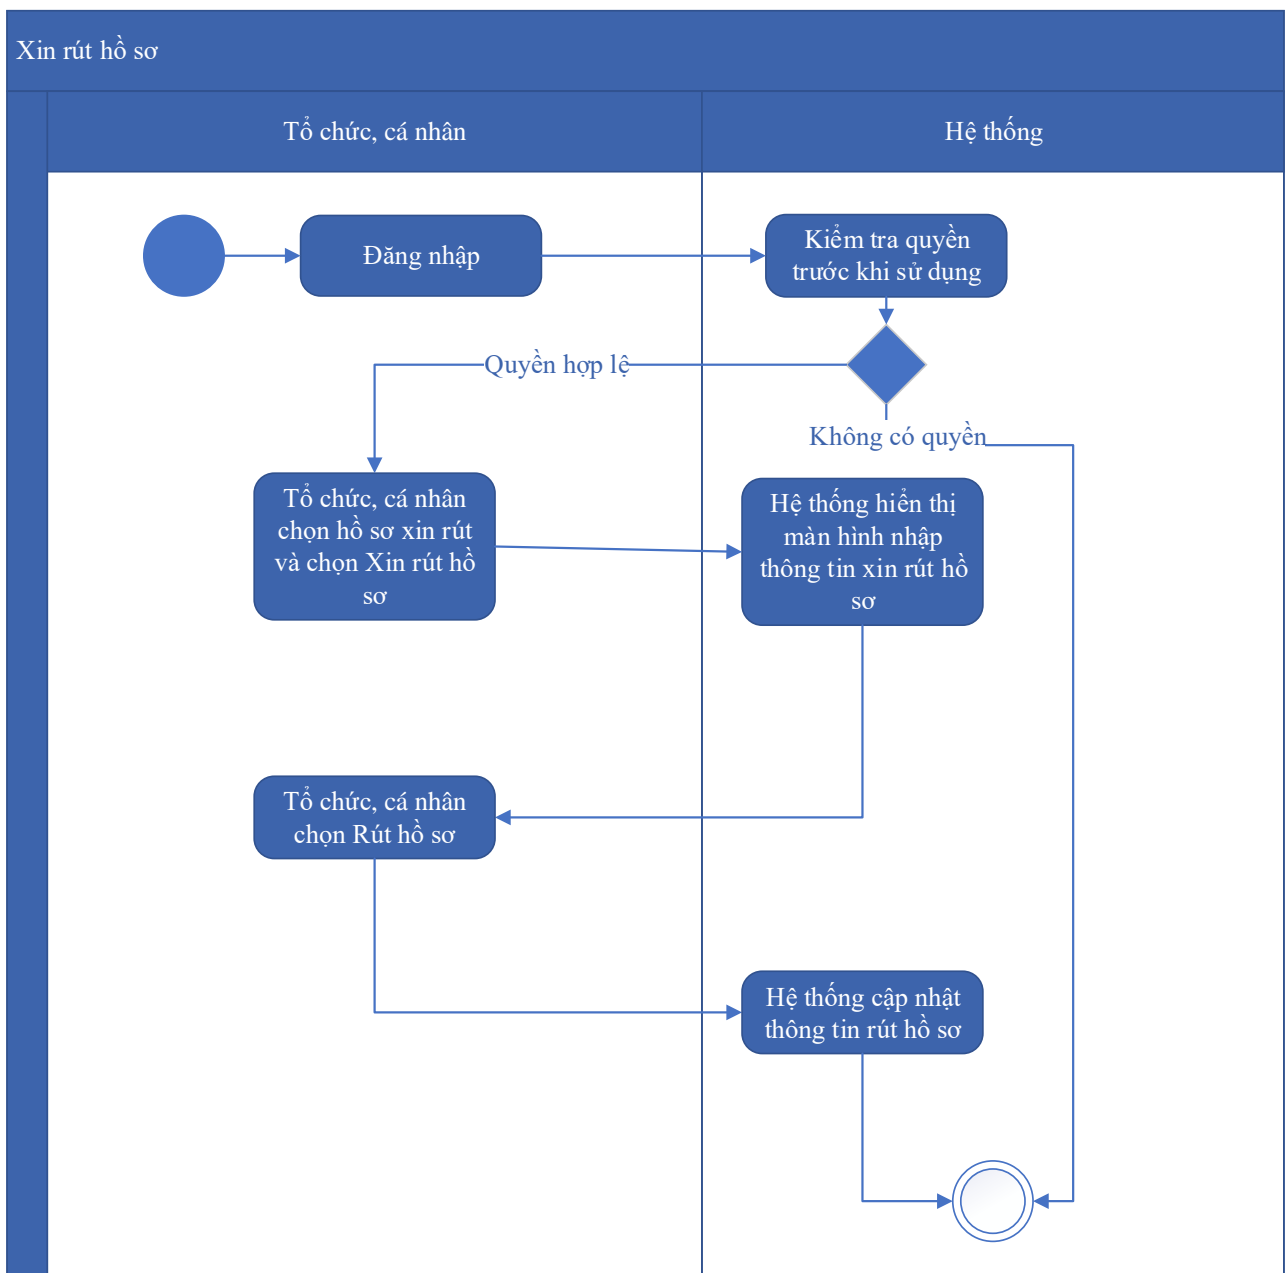 Xin rút hồ sơ
Tổ chức, cá nhân
Hệ thống
Đăng nhập
Kiểm tra quyền
trước khi sử dụng
Quyền hợp lệ
Không có quyền
Tổ chức, cá nhân
chọn hồ sơ xin rút
và chọn Xin rút hồ
sơ
Hệ thống hiển thị
màn hình nhập
thông tin xin rút hồ
sơ
Tổ chức, cá nhân
chọn Rút hồ sơ
Hệ thống cập nhật
thông tin rút hồ sơ